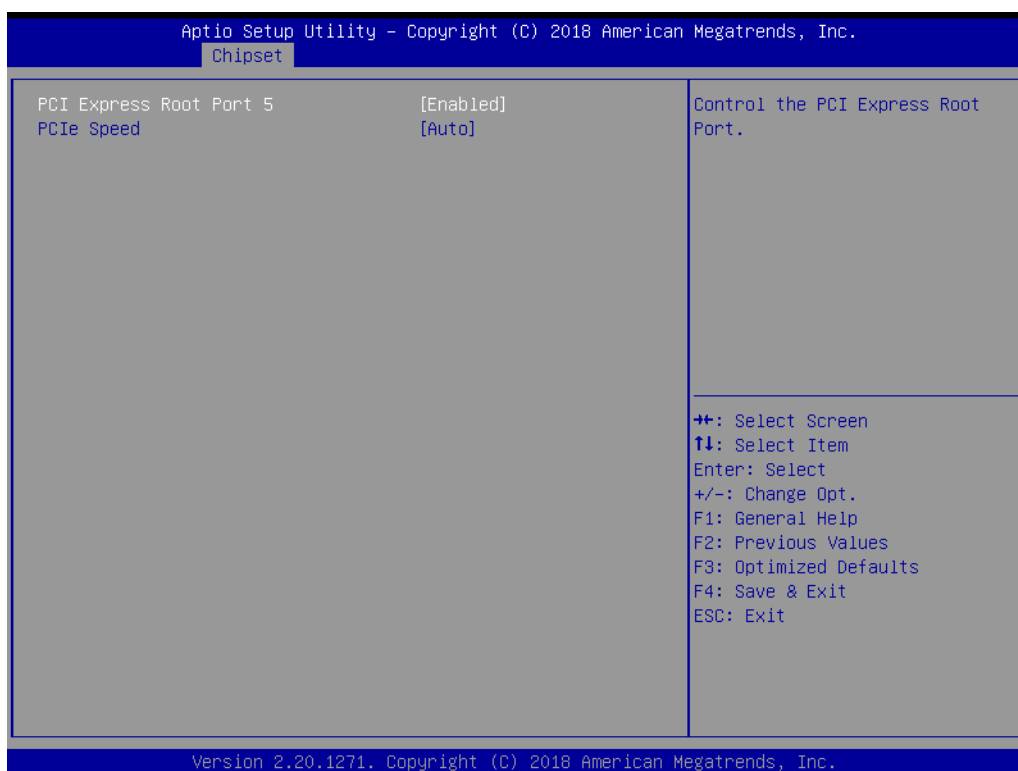 Aptio Setup Utility – Copyright (C) 2018 American Megatrends, Inc.
Chipset
PCI Express Root Port 5 [Enabled]
PCIe Speed [Auto]
Control the PCI Express Root
Port.
→←: Select Screen
↑↓: Select Item
Enter: Select
+/-: Change Opt.
F1: General Help
F2: Previous Values
F3: Optimized Defaults
F4: Save & Exit
ESC: Exit
Version 2.20.1271. Copyright (C) 2018 American Megatrends, Inc.